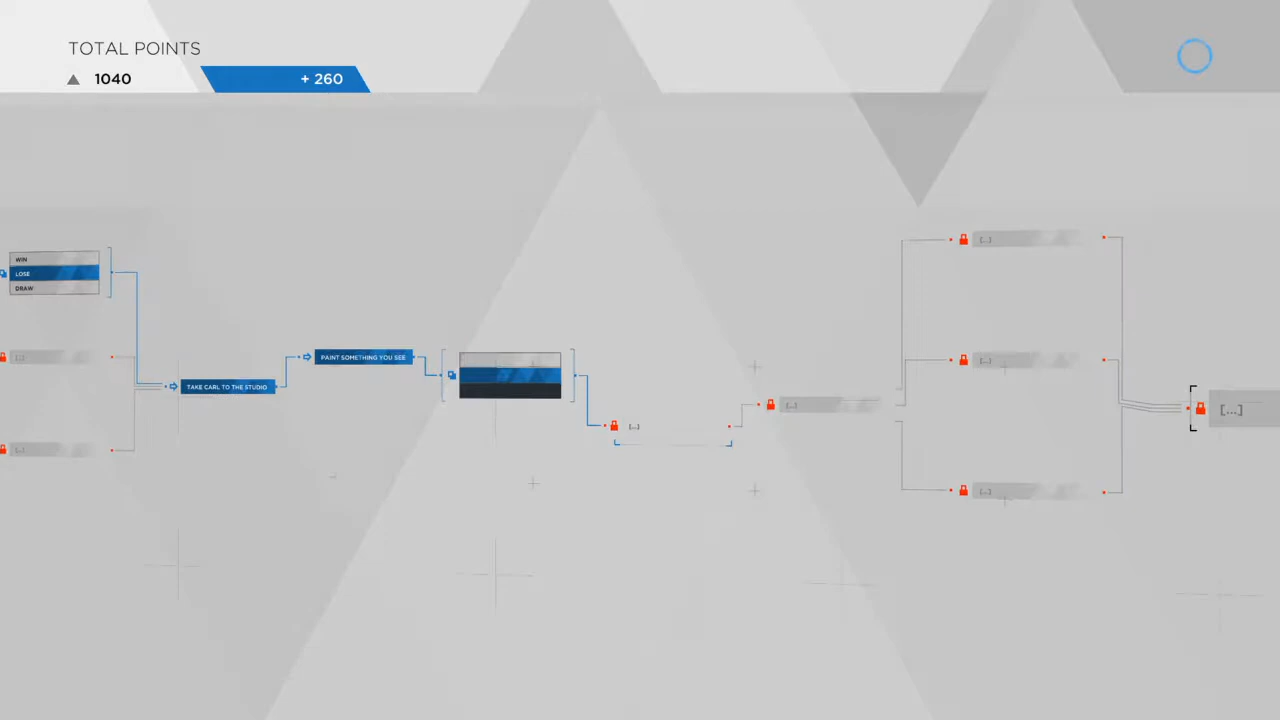 TOTAL POINTS
1040
+ 260
WIN
LOSE
DRAW
[...]
[...]
TAKE CARL TO THE STUDIO
PAINT SOMETHING YOU SEE
[...]
[...]
[...]
[...]
[...]
[...]